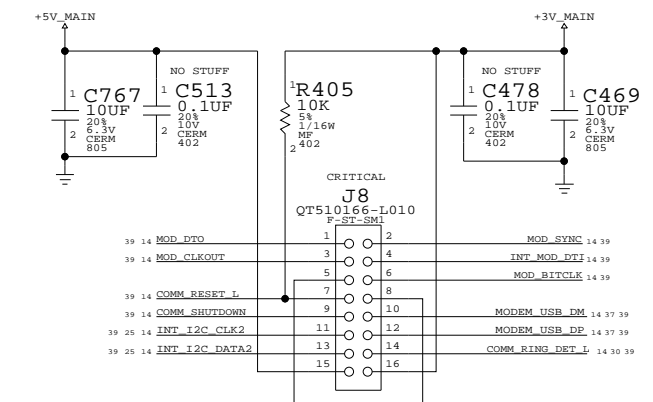 +5V_MAIN
+3V_MAIN
1 C767
10UF
20%
6.3V
CERM
805
2
NO STUFF
1 C513
0.1UF
20%
10V
CERM
402
2
1 R405
10K
5%
1/16W
MF
402
2
NO STUFF
1 C478
0.1UF
20%
10V
CERM
402
2
1 C469
10UF
20%
6.3V
CERM
805
2
CRITICAL
J8
QT510166-L010
F-ST-SM1
39 14 MOD_DTO 1 2 MOD_SYNC 14 39
39 14 MOD_CLKOUT 3 4 INT_MOD_DTI 14 39
5 6 MOD_BITCLK 14 39
39 14 COMM_RESET_L 7 8
39 14 COMM_SHUTDOWN 9 10 MODEM_USB_DM 14 37 39
39 25 14 INT_I2C_CLK2 11 12 MODEM_USB_DP 14 37 39
39 25 14 INT_I2C_DATA2 13 14 COMM_RING_DET_L 14 30 39
15 16